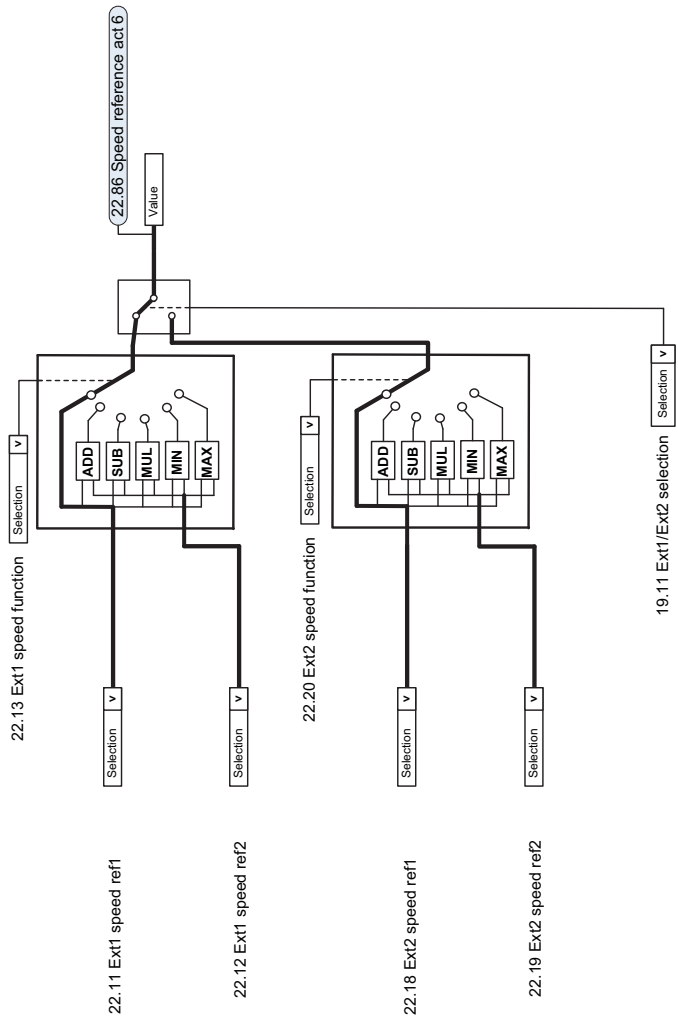 22.86 Speed reference act 6
Value
22.13 Ext1 speed function
Selection v
22.11 Ext1 speed ref1
Selection v
ADD
SUB
MUL
MIN
MAX
22.12 Ext1 speed ref2
Selection v
22.20 Ext2 speed function
Selection v
22.18 Ext2 speed ref1
Selection v
ADD
SUB
MUL
MIN
MAX
22.19 Ext2 speed ref2
Selection v
19.11 Ext1/Ext2 selection
Selection v